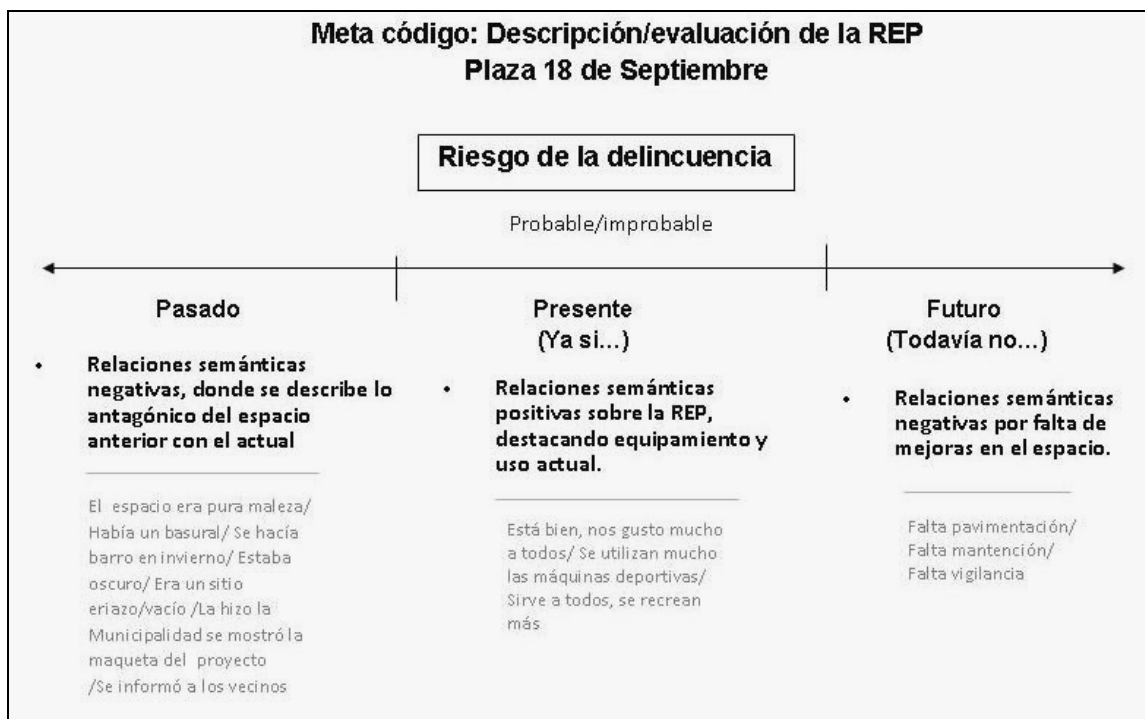 Meta código: Descripción/evaluación de la REP
Plaza 18 de Septiembre
Riesgo de la delincuencia
Probable/improbable
Pasado
• Relaciones semánticas
negativas, donde se describe lo
antagónico del espacio
anterior con el actual
El espacio era pura maleza/
Había un basural/ Se hacía
barro en invierno/ Estaba
oscuro/ Era un sitio
eriazo/vacío /La hizo la
Municipalidad se mostró la
maqueta del proyecto
/Se informó a los vecinos
Presente
(Ya si...)
• Relaciones semánticas
positivas sobre la REP,
destacando equipamiento y
uso actual.
Está bien, nos gusto mucho
a todos/ Se utilizan mucho
las máquinas deportivas/
Sirve a todos, se recrean
más
Futuro
(Todavía no...)
• Relaciones semánticas
negativas por falta de
mejoras en el espacio.
Falta pavimentación/
Falta mantención/
Falta vigilancia